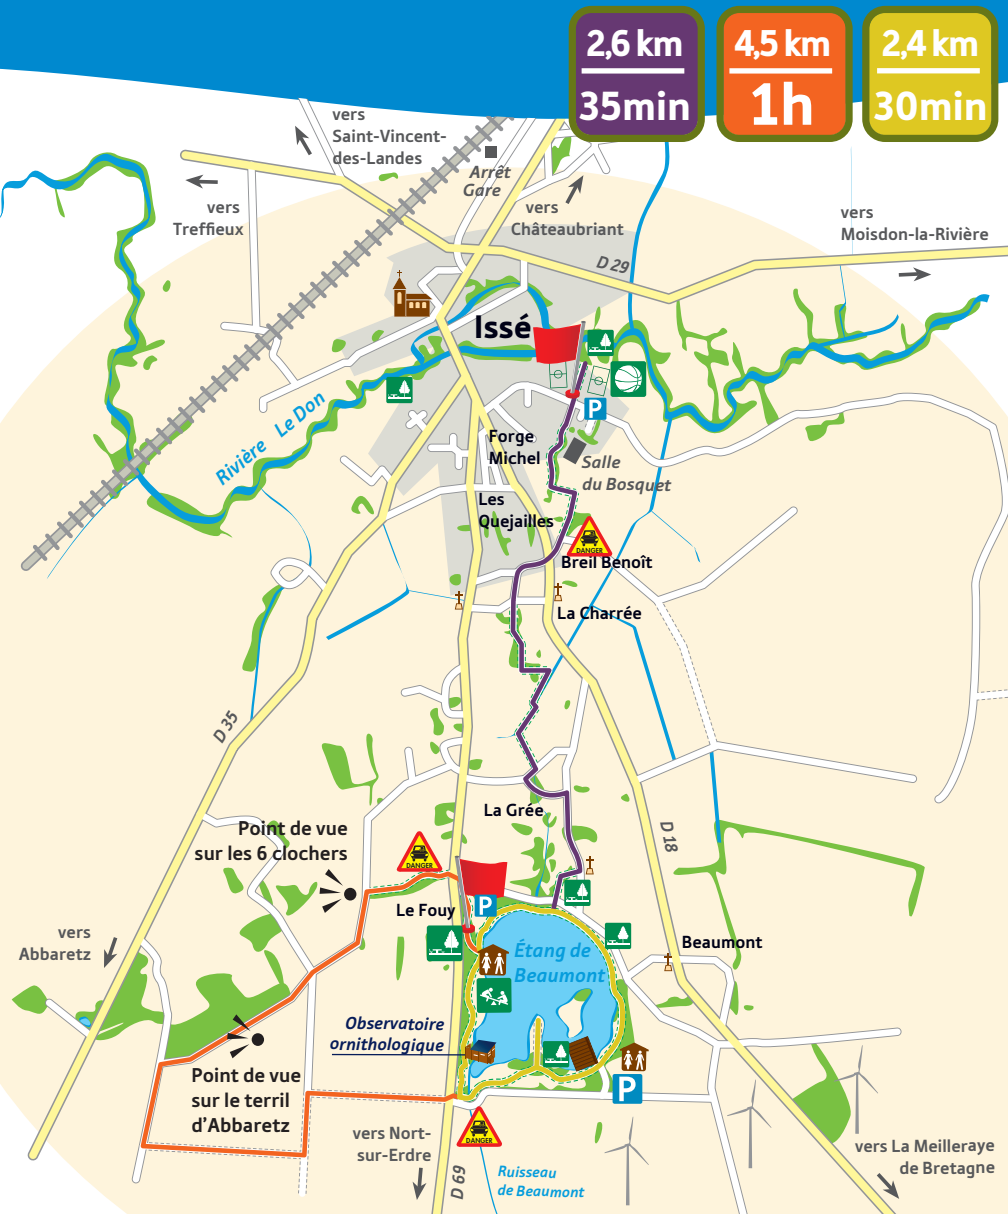 2,6 km
35min
4,5 km
1h
2,4 km
30min
vers
Saint-Vincent-
des-Landes
Arrêt
Gare
vers
Treffieux
vers
Châteaubriant
vers
Moisdon-la-Rivière
D 29
Issé
P
Rivière Le Don
Forge
Michel
Salle
du Bosquet
Les
Quejailles
DANGER
Breil Benoît
La Charrée
D 35
La Grée
D 18
Point de vue
sur les 6 clochers
DANGER
Le Fouy
P
vers
Abbaretz
Beaumont
Étang de
Beaumont
Observatoire
ornithologique
Point de vue
sur le terril
d'Abbaretz
P
DANGER
vers Nort-
sur-Erdre
D 69
Ruisseau
de Beaumont
vers La Meilleraye
de Bretagne